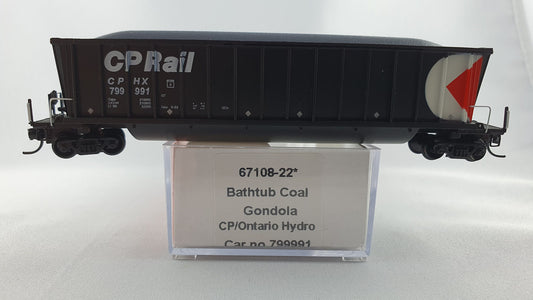 CP Rail
CP HX
799 991
67108-22*
Bathtub Coal
Gondola
CP/Ontario Hydro
Car no 799991